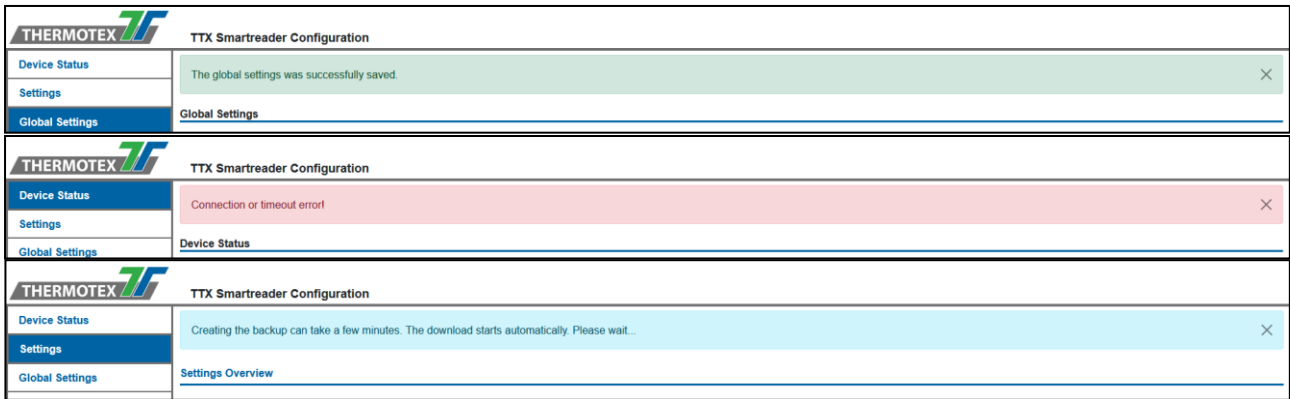 THERMOTEX
TTX Smartreader Configuration
Device Status
The global settings was successfully saved.
Settings
Global Settings
Global Settings
THERMOTEX
TTX Smartreader Configuration
Device Status
Connection or timeout error!
Settings
Device Status
Global Settings
THERMOTEX
TTX Smartreader Configuration
Device Status
Creating the backup can take a few minutes. The download starts automatically. Please wait...
Settings
Settings Overview
Global Settings